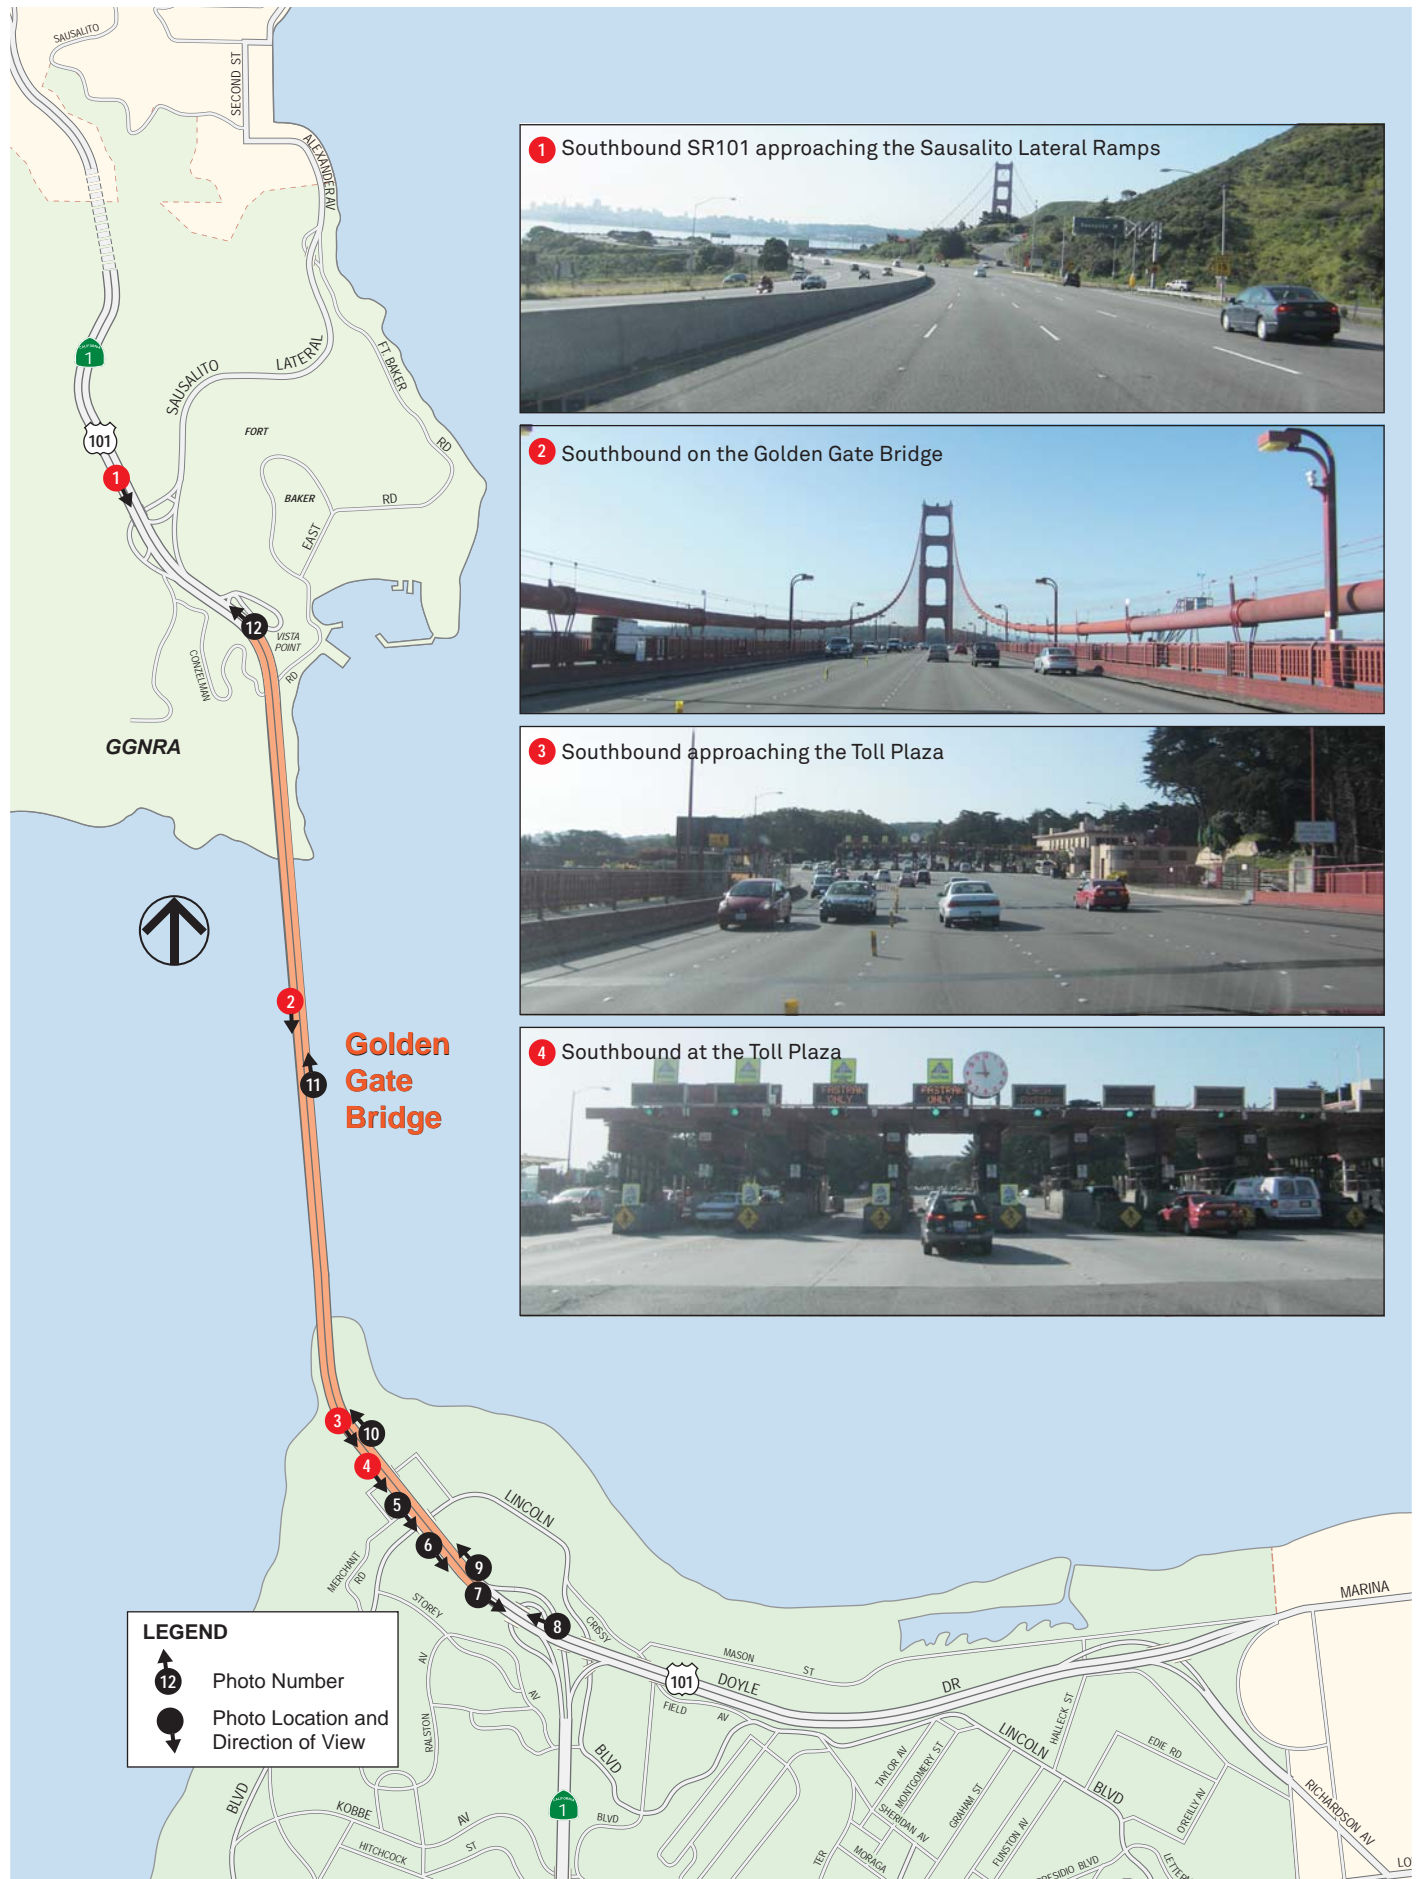 SAUSALITO
SECOND ST
ALEXANDER AV
1 Southbound SR101 approaching the Sausalito Lateral Ramps
Sausalito
CALIFORNIA
1
SAUSALITO LATERAL
FT. BAKER
RD
101
1
FORT
BAKER
RD
EAST
2 Southbound on the Golden Gate Bridge
12
VISTA
POINT
CONZELMAN
RD
GGNRA
3 Southbound approaching the Toll Plaza
2
11
Golden
Gate
Bridge
4 Southbound at the Toll Plaza
FASTRAK
ONLY
FASTRAK
ONLY
3
10
4
5
6
9
7
8
LINCOLN
MERCHANT
RD
STOREY
AV
CRISSY
MASON ST
MARINA
101
DOYLE DR
FIELD AV
AV
RALSTON
BLVD
HALLECK ST
LINCOLN
BLVD
EDIE RD
O'REILLY AV
RICHARDSON AV
TAYLOR AV
MONTGOMERY ST
SHERIDAN AV
GRAHAM ST
FUNSTON AV
MORAGA
TER
RESIDIO BLVD
LETTERM
LO
CALIFORNIA
1
BLVD
BLVD
KOBBE AV
HITCHCOCK ST
LEGEND
12 Photo Number
Photo Location and
Direction of View